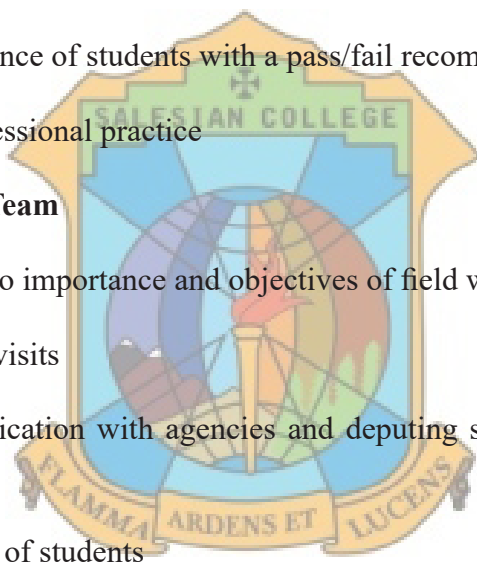 ance of students with a pass/fail recom
SALESIAN COLLEGE
essional practice
Team
o importance and objectives of field w
visits
ication with agencies and deputing s
FLAMMA ARDENS ET LUCENS
of students